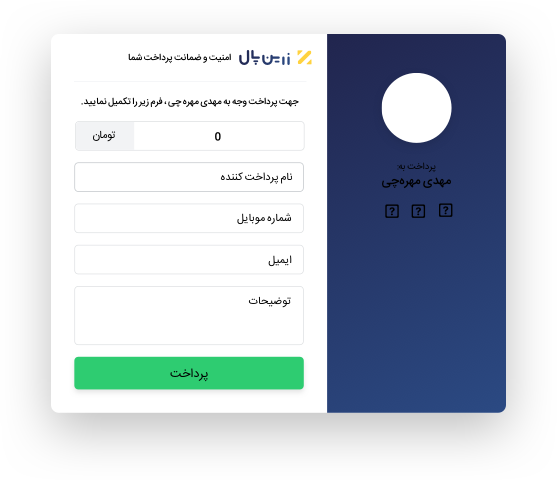 زرین پال امنیت و ضمانت پرداخت شما
جهت پرداخت وجه به مهدی مهره چی ، فرم زیر را تکمیل نمایید.
0 تومان
نام پرداخت کننده
شماره موبایل
ایمیل
توضیحات
پرداخت
پرداخت به:
مهدی مهره‌چی